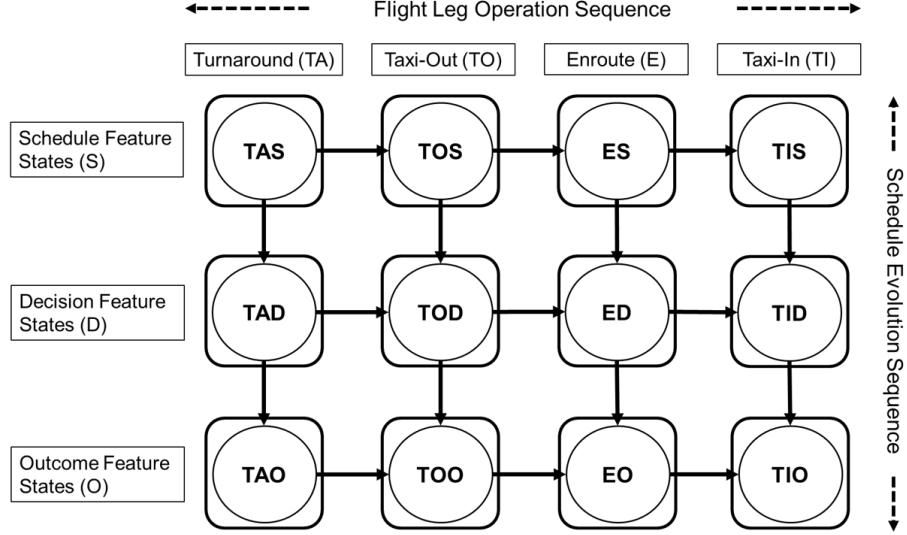 Flight Leg Operation Sequence
Turnaround (TA)
Taxi-Out (TO)
Enroute (E)
Taxi-In (TI)
Schedule Feature
States (S)
TAS
TOS
ES
TIS
Decision Feature
States (D)
TAD
TOD
ED
TID
Outcome Feature
States (O)
TAO
TOO
EO
TIO
Schedule Evolution Sequence